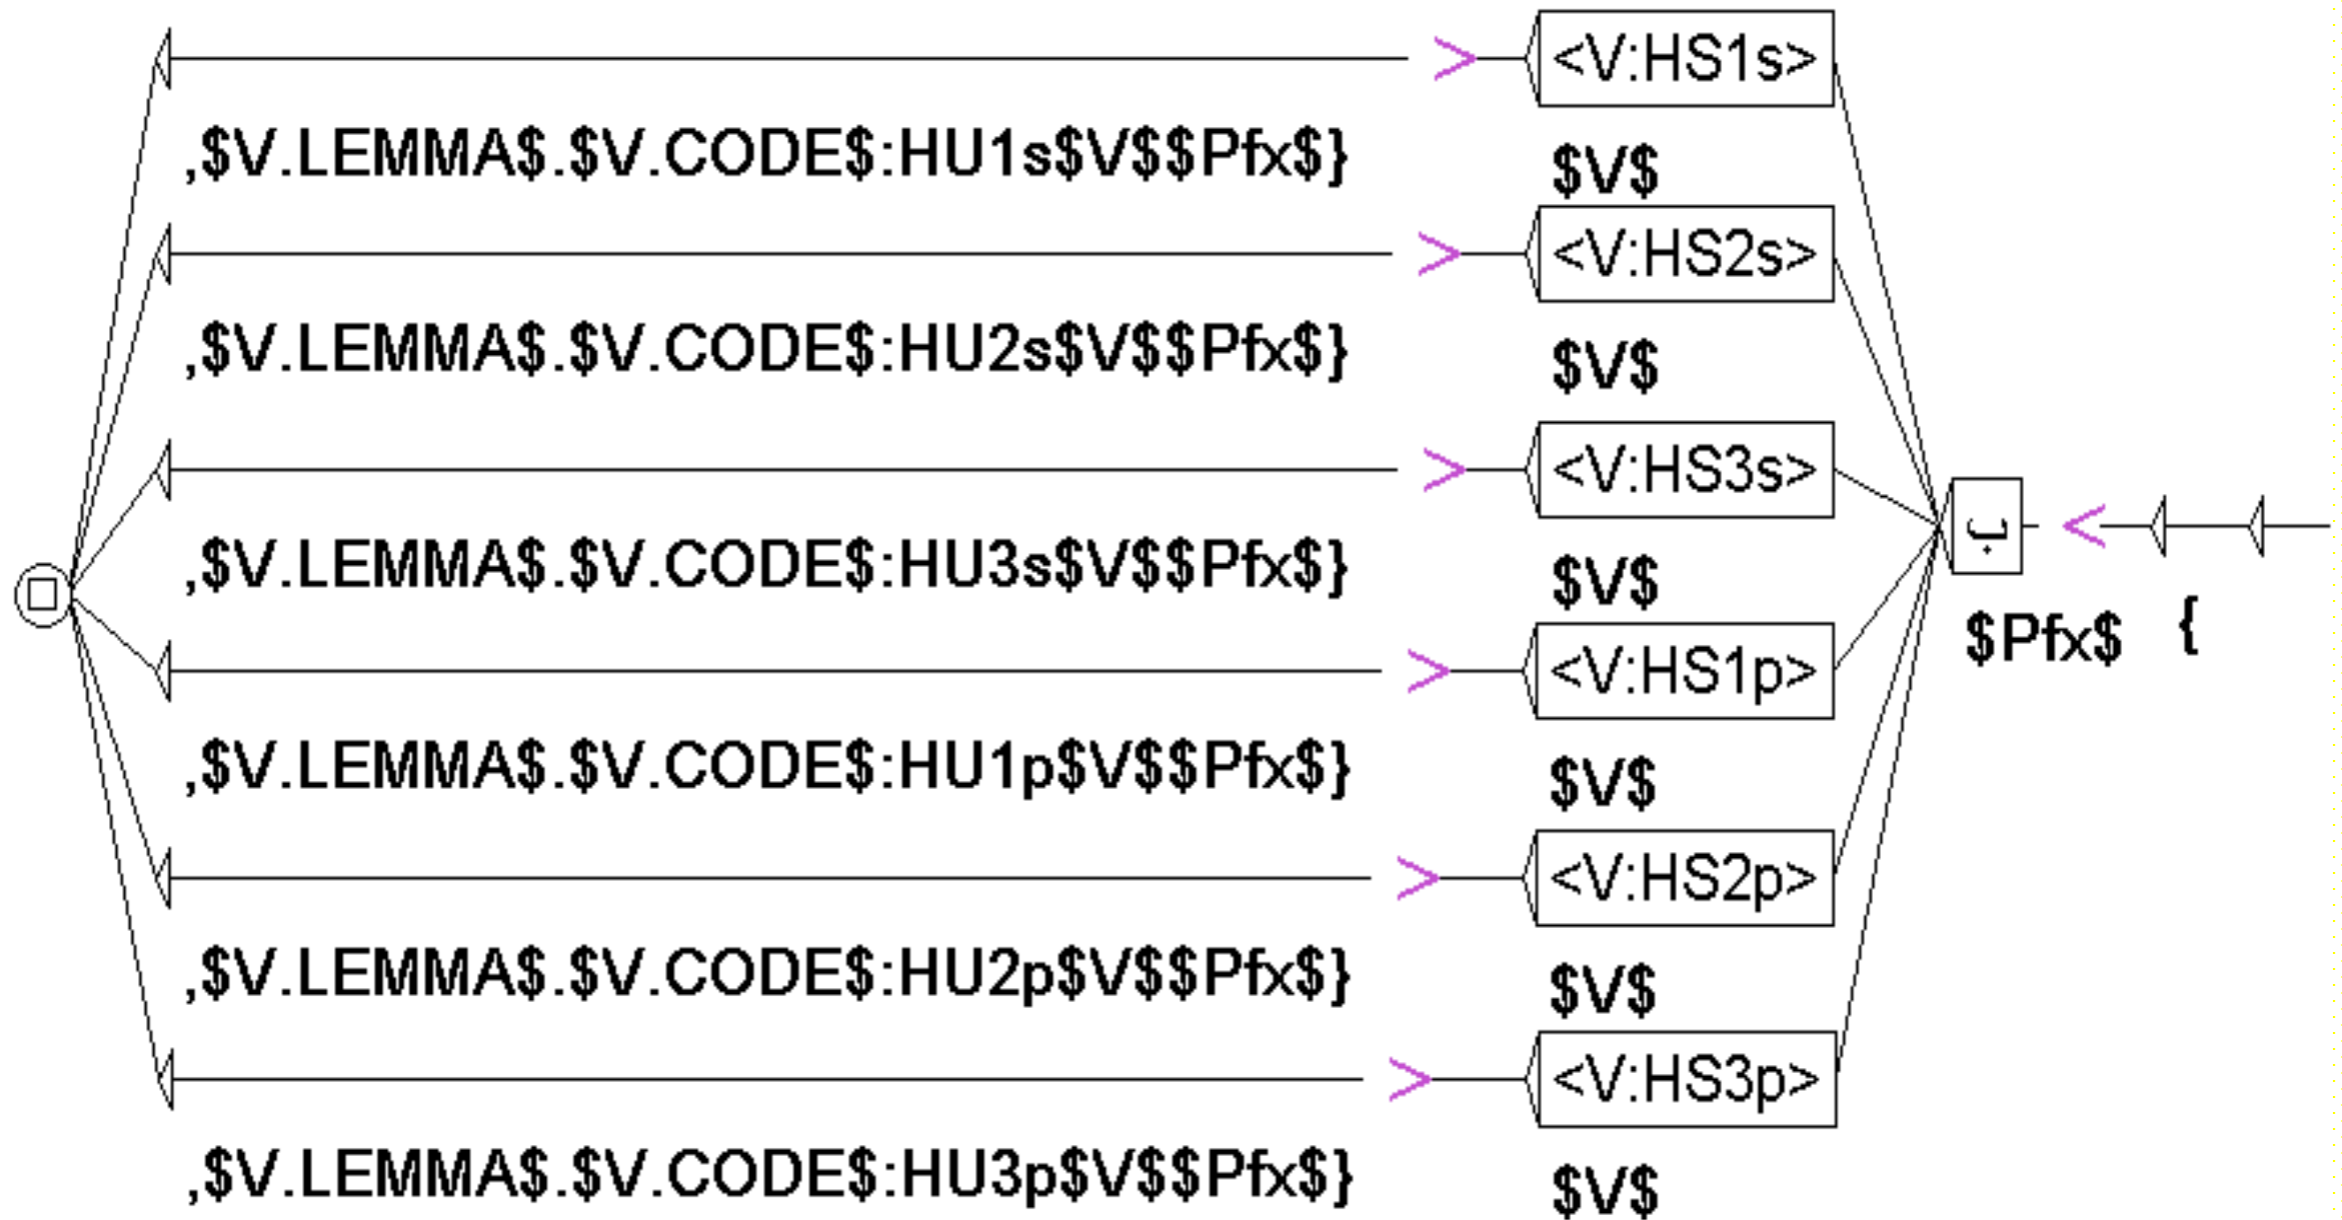 > <V:HS1s>
,$V.LEMMA$.$V.CODE$:HU1s$V$$Pfx$} $V$
> <V:HS2s>
,$V.LEMMA$.$V.CODE$:HU2s$V$$Pfx$} $V$
> <V:HS3s>
بـ <
,$V.LEMMA$.$V.CODE$:HU3s$V$$Pfx$} $V$
$Pfx$ {
> <V:HS1p>
,$V.LEMMA$.$V.CODE$:HU1p$V$$Pfx$} $V$
> <V:HS2p>
,$V.LEMMA$.$V.CODE$:HU2p$V$$Pfx$} $V$
> <V:HS3p>
,$V.LEMMA$.$V.CODE$:HU3p$V$$Pfx$} $V$